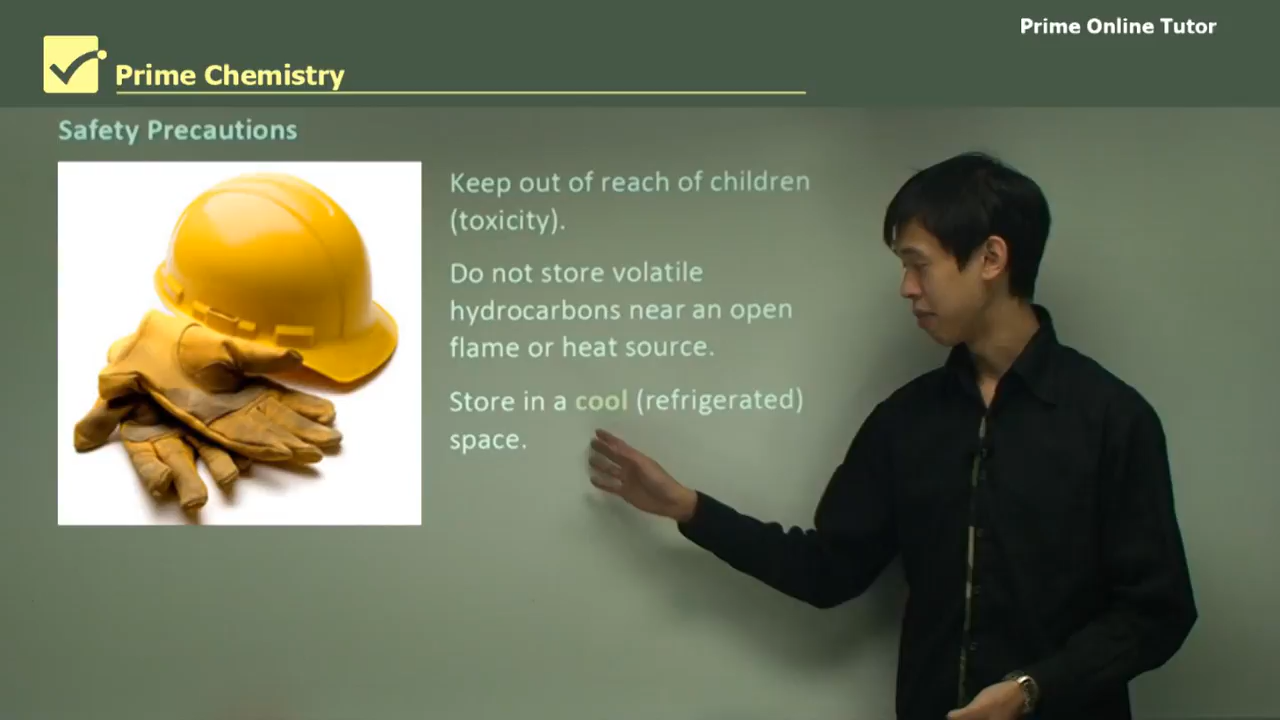 Prime Online Tutor
Prime Chemistry
Safety Precautions
Keep out of reach of children
(toxicity).
Do not store volatile
hydrocarbons near an open
flame or heat source.
Store in a cool (refrigerated)
space.